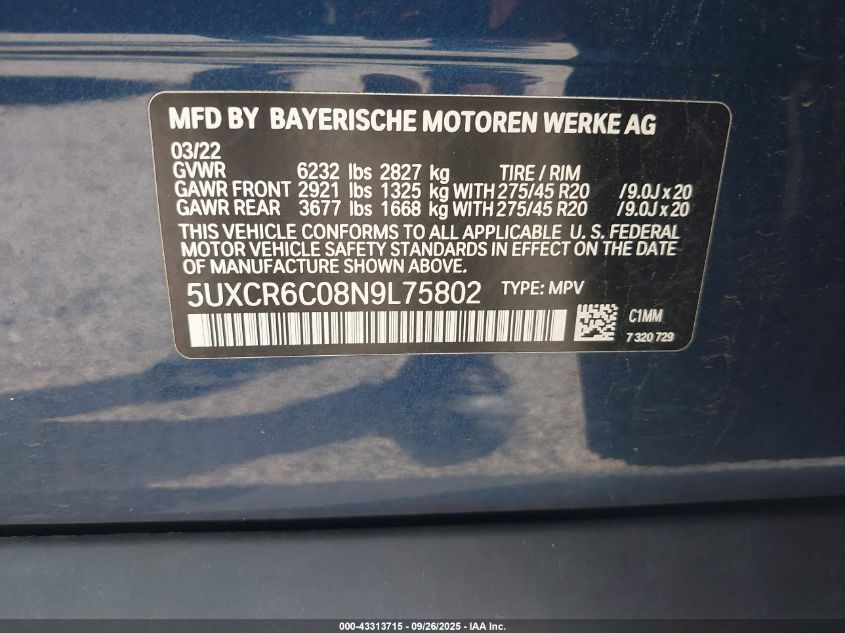 MFD BY BAYERISCHE MOTOREN WERKE AG
03/22
GVWR 6232 lbs 2827 kg TIRE / RIM
GAWR FRONT 2921 lbs 1325 kg WITH 275/45 R20 / 9.0J x 20
GAWR REAR 3677 lbs 1668 kg WITH 275/45 R20 / 9.0J x 20
THIS VEHICLE CONFORMS TO ALL APPLICABLE U. S. FEDERAL
MOTOR VEHICLE SAFETY STANDARDS IN EFFECT ON THE DATE
OF MANUFACTURE SHOWN ABOVE.
5UXCR6C08N9L75802 TYPE: MPV
C1MM
7 320 729
000-43313715 - 09/26/2025 - IAA Inc.